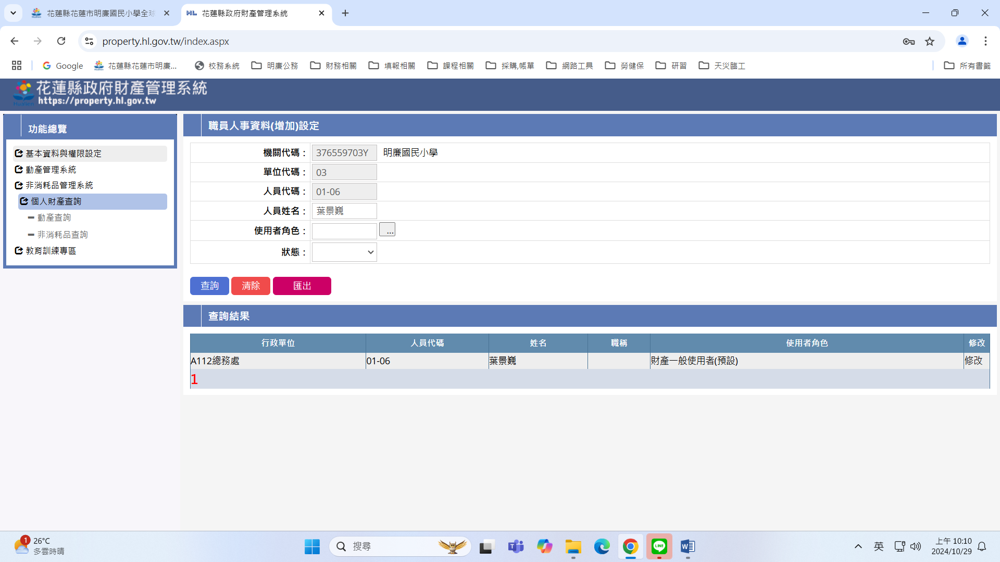 花蓮縣花蓮市明廉國民小學全球
花蓮縣政府財產管理系統
property.hl.gov.tw/index.aspx
Google
花蓮縣花蓮市明廉...
校務系統
明廉公務
財務相關
填報相關
課程相關
採購,帳單
網路工具
勞健保
研習
天災臨工
所有書籤
花蓮縣政府財產管理系統
https://property.hl.gov.tw
Hualien
功能總覽
基本資料與權限設定
動產管理系統
非消耗品管理系統
個人財產查詢
動產查詢
非消耗品查詢
教育訓練專區
職員人事資料(增加)設定
機關代碼: 376559703Y 明廉國民小學
單位代碼: 03
人員代碼: 01-06
人員姓名: 葉景巍
使用者角色: ...
狀態:
查詢 清除 匯出
查詢結果
行政單位 人員代碼 姓名 職稱 使用者角色 修改
A112總務處 01-06 葉景巍 財產一般使用者(預設) 修改
1
1
26°C
多雲時晴
搜尋
LINE
英
上午 10:10
2024/10/29